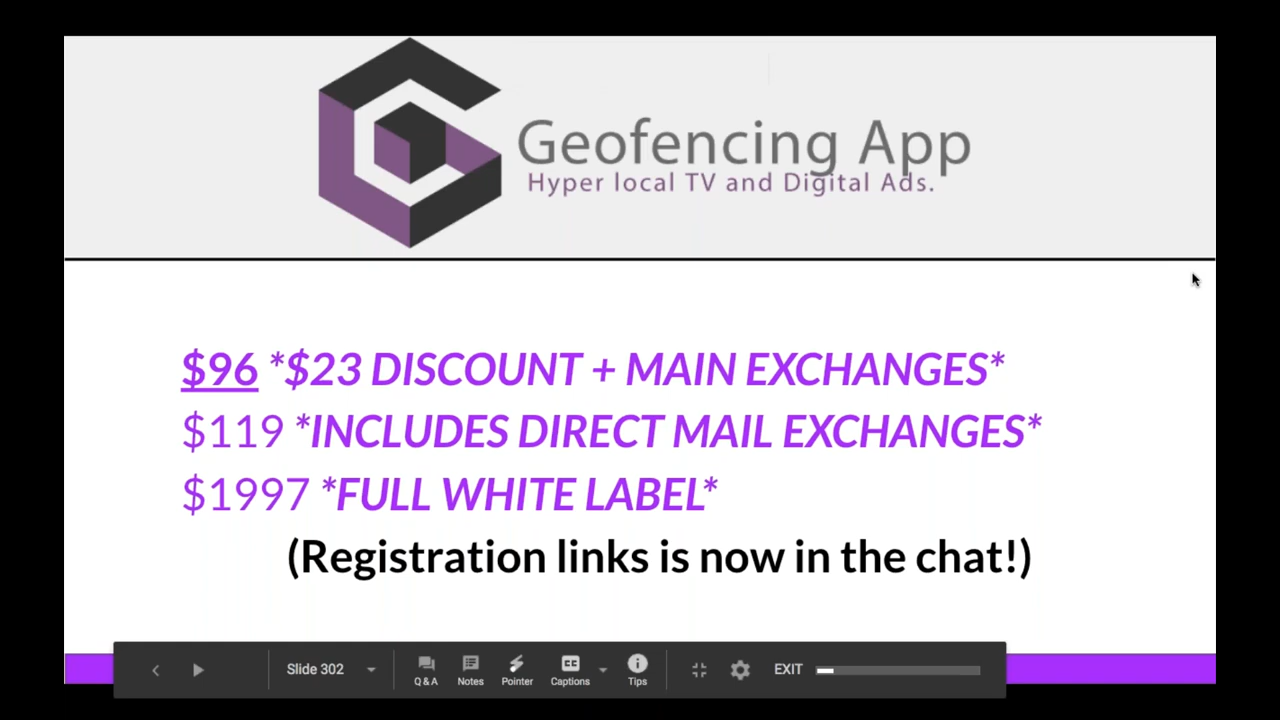 Geofencing App
Hyper local TV and Digital Ads.
$96 *$23 DISCOUNT + MAIN EXCHANGES*
$119 *INCLUDES DIRECT MAIL EXCHANGES*
$1997 *FULL WHITE LABEL*
(Registration links is now in the chat!)
Slide 302
Q & A
Notes
Pointer
CC
Captions
Tips
EXIT